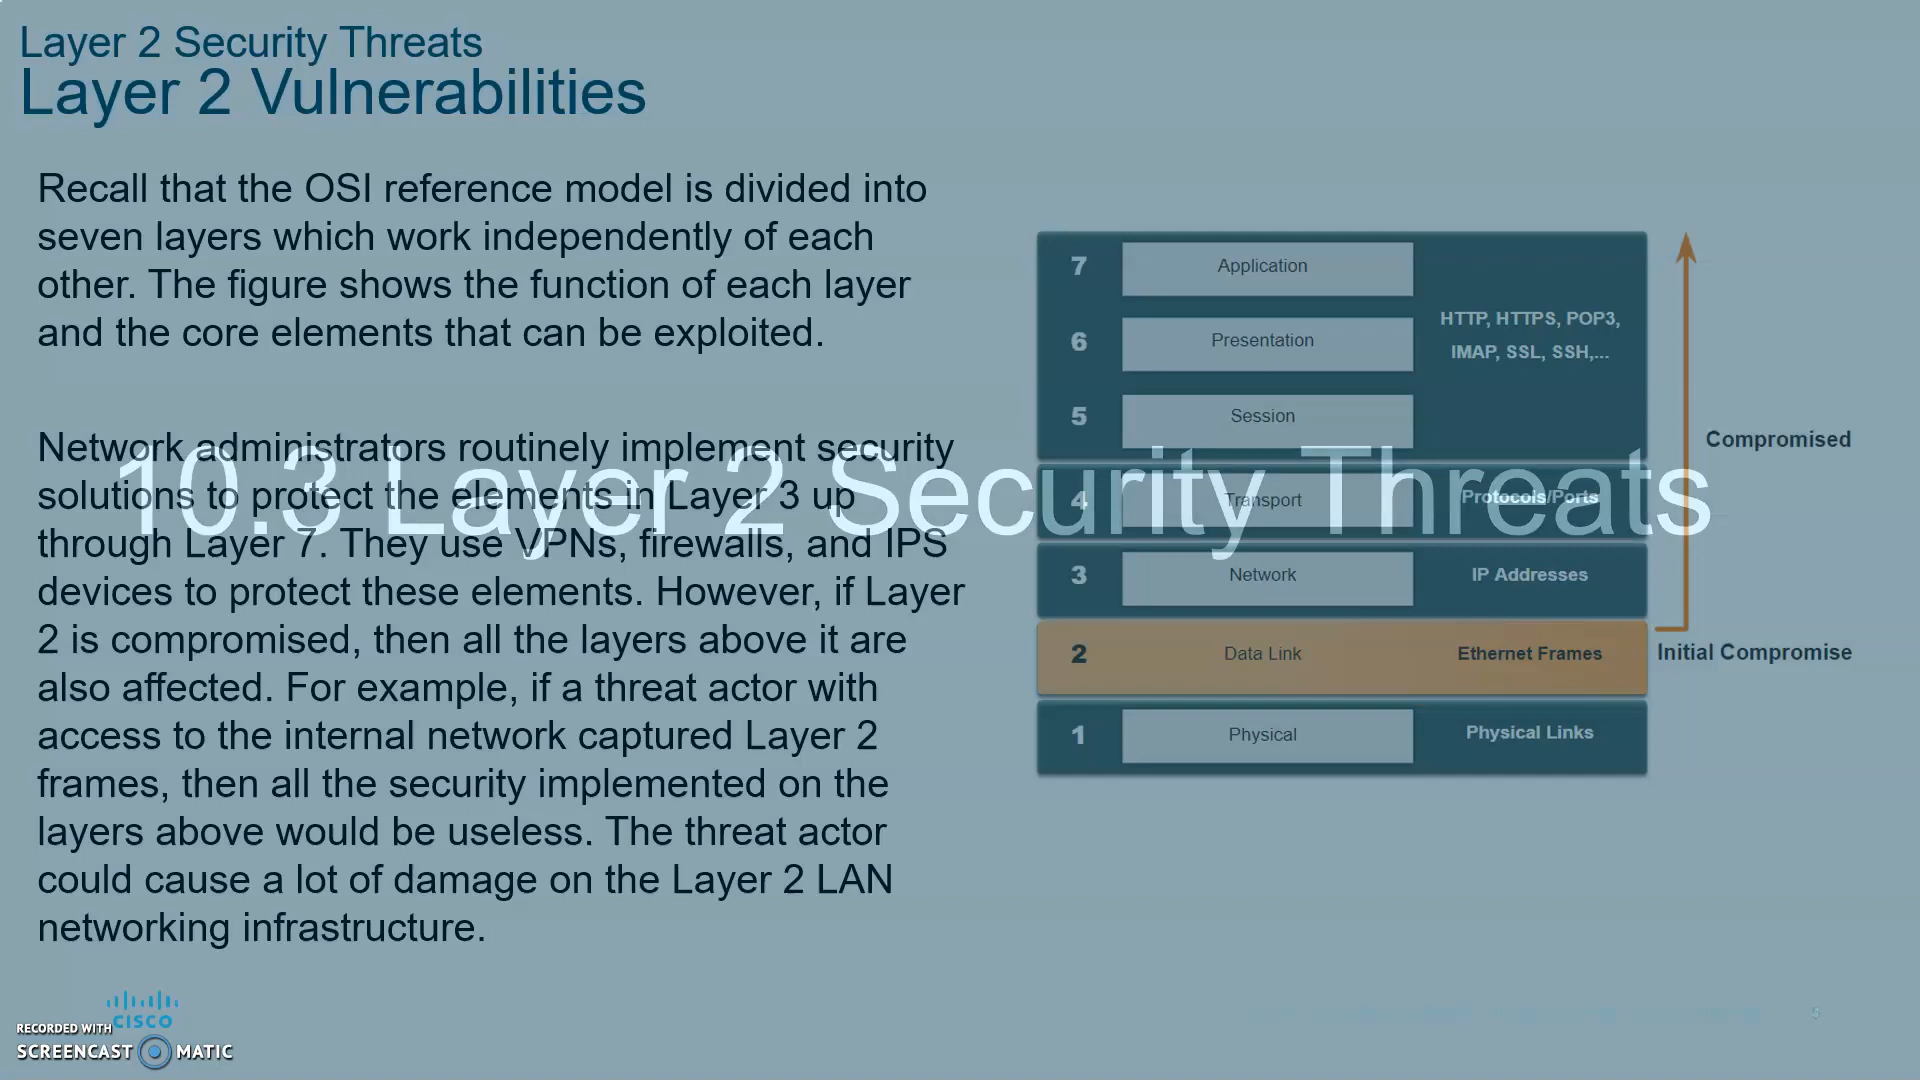 Layer 2 Security Threats
Layer 2 Vulnerabilities
Recall that the OSI reference model is divided into
seven layers which work independently of each
other. The figure shows the function of each layer
and the core elements that can be exploited.
Network administrators routinely implement security
solutions to protect the elements in Layer 3 up
through Layer 7. They use VPNs, firewalls, and IPS
devices to protect these elements. However, if Layer
2 is compromised, then all the layers above it are
also affected. For example, if a threat actor with
access to the internal network captured Layer 2
frames, then all the security implemented on the
layers above would be useless. The threat actor
could cause a lot of damage on the Layer 2 LAN
networking infrastructure.
10.3 Layer 2 Security Threats
7 Application
HTTP, HTTPS, POP3,
IMAP, SSL, SSH,...
6 Presentation
5 Session
4 Transport Protocols/Ports
3 Network IP Addresses
2 Data Link Ethernet Frames
1 Physical Physical Links
Compromised
Initial Compromise
CISCO
RECORDED WITH
SCREENCAST MATIC